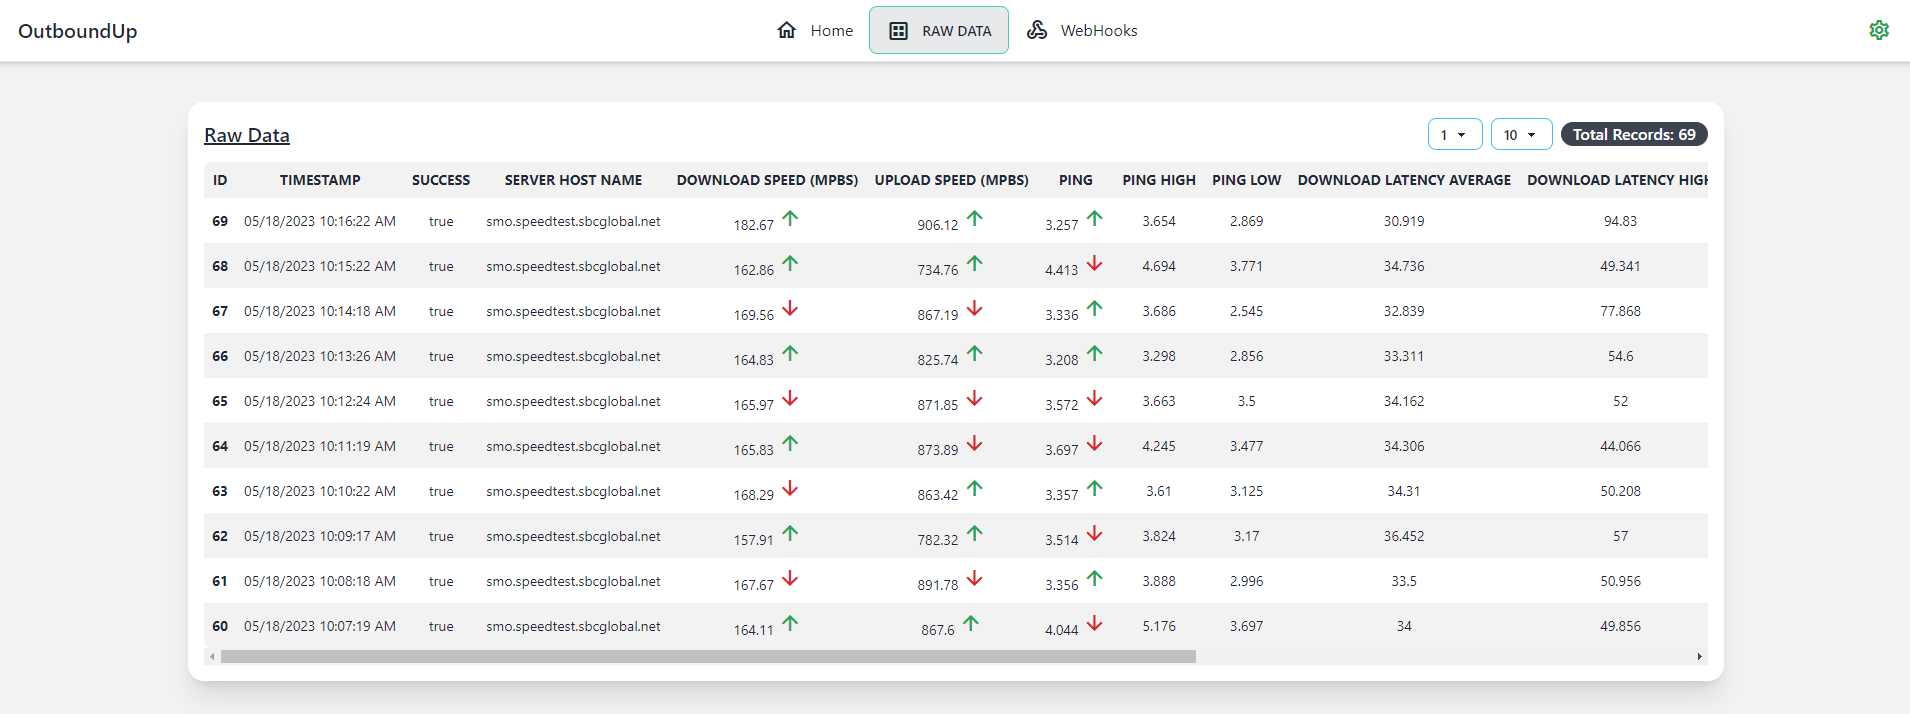 OutboundUp Home RAW DATA WebHooks
Raw Data 1 10 Total Records: 69
ID TIMESTAMP SUCCESS SERVER HOST NAME DOWNLOAD SPEED (MPBS) UPLOAD SPEED (MPBS) PING PING HIGH PING LOW DOWNLOAD LATENCY AVERAGE DOWNLOAD LATENCY HIGH
69 05/18/2023 10:16:22 AM true smo.speedtest.sbcglobal.net 182.67 906.12 3.257 3.654 2.869 30.919 94.83
68 05/18/2023 10:15:22 AM true smo.speedtest.sbcglobal.net 162.86 734.76 4.413 4.694 3.771 34.736 49.341
67 05/18/2023 10:14:18 AM true smo.speedtest.sbcglobal.net 169.56 867.19 3.336 3.686 2.545 32.839 77.868
66 05/18/2023 10:13:26 AM true smo.speedtest.sbcglobal.net 164.83 825.74 3.208 3.298 2.856 33.311 54.6
65 05/18/2023 10:12:24 AM true smo.speedtest.sbcglobal.net 165.97 871.85 3.572 3.663 3.5 34.162 52
64 05/18/2023 10:11:19 AM true smo.speedtest.sbcglobal.net 165.83 873.89 3.697 4.245 3.477 34.306 44.066
63 05/18/2023 10:10:22 AM true smo.speedtest.sbcglobal.net 168.29 863.42 3.357 3.61 3.125 34.31 50.208
62 05/18/2023 10:09:17 AM true smo.speedtest.sbcglobal.net 157.91 782.32 3.514 3.824 3.17 36.452 57
61 05/18/2023 10:08:18 AM true smo.speedtest.sbcglobal.net 167.67 891.78 3.356 3.888 2.996 33.5 50.956
60 05/18/2023 10:07:19 AM true smo.speedtest.sbcglobal.net 164.11 867.6 4.044 5.176 3.697 34 49.856